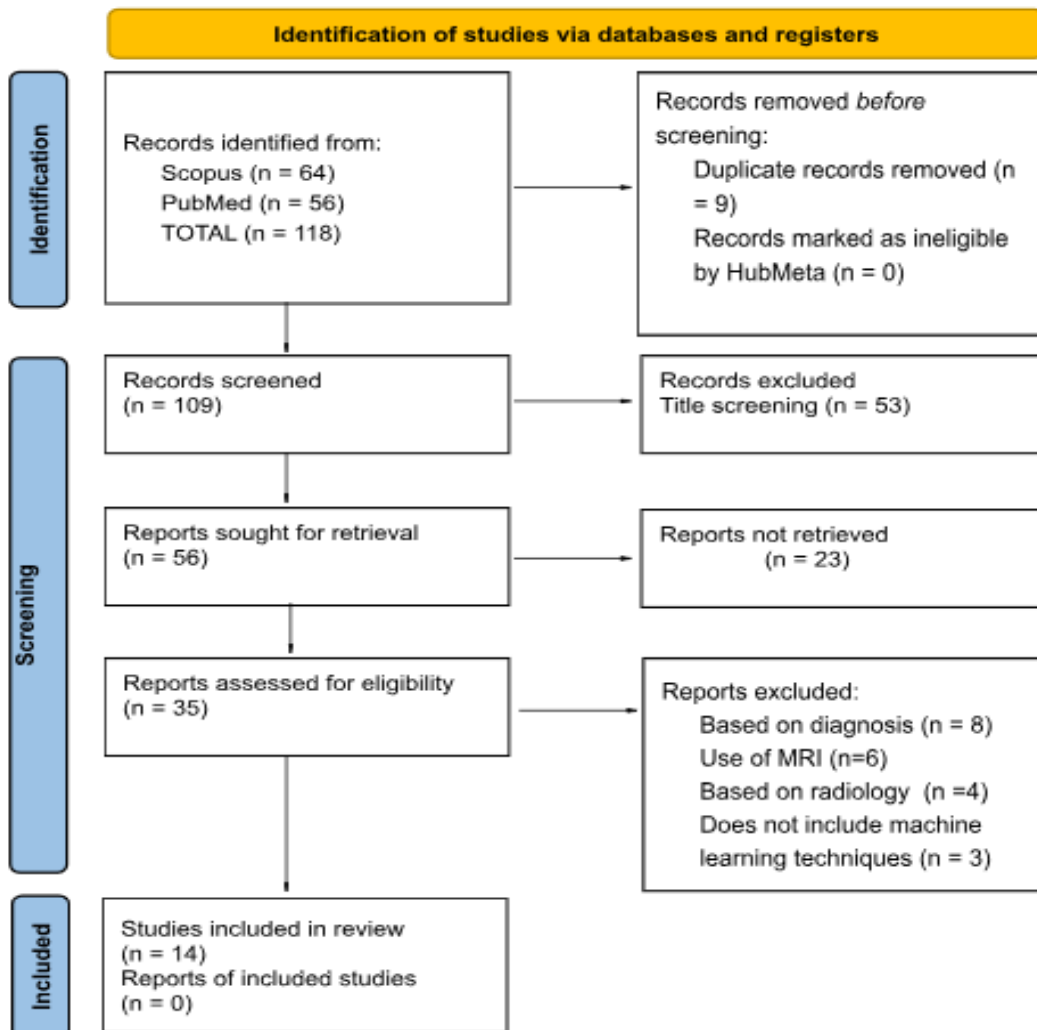 Identification of studies via databases and registers
Identification
Records identified from:
Scopus (n = 64)
PubMed (n = 56)
TOTAL (n = 118)
Records removed before
screening:
Duplicate records removed (n
= 9)
Records marked as ineligible
by HubMeta (n = 0)
Screening
Records screened
(n = 109)
Records excluded
Title screening (n = 53)
Reports sought for retrieval
(n = 56)
Reports not retrieved
(n = 23)
Reports assessed for eligibility
(n = 35)
Reports excluded:
Based on diagnosis (n = 8)
Use of MRI (n=6)
Based on radiology (n =4)
Does not include machine
learning techniques (n = 3)
Included
Studies included in review
(n = 14)
Reports of included studies
(n = 0)